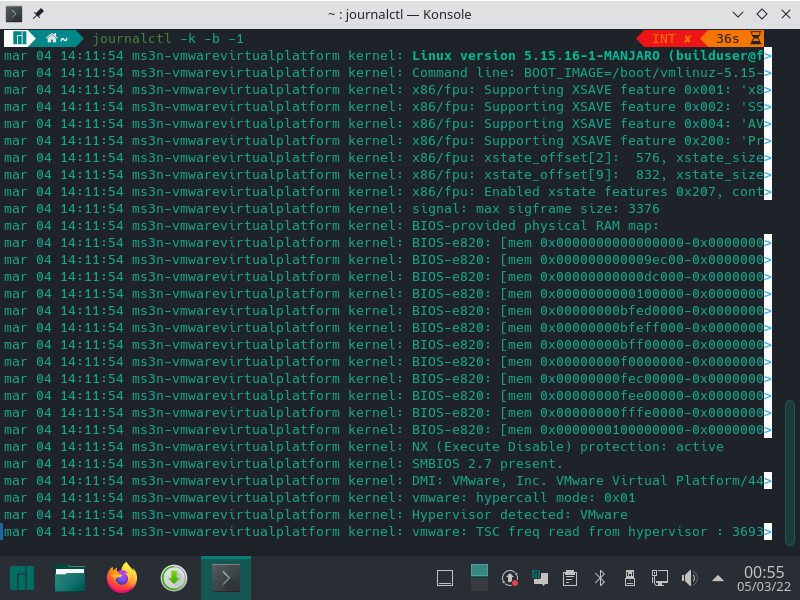 ~ : journalctl — Konsole
~ journalctl -k -b -1 INT ✘ 36s
mar 04 14:11:54 ms3n-vmwarevirtualplatform kernel: Linux version 5.15.16-1-MANJARO (builduser@f>
mar 04 14:11:54 ms3n-vmwarevirtualplatform kernel: Command line: BOOT_IMAGE=/boot/vmlinuz-5.15->
mar 04 14:11:54 ms3n-vmwarevirtualplatform kernel: x86/fpu: Supporting XSAVE feature 0x001: 'x8>
mar 04 14:11:54 ms3n-vmwarevirtualplatform kernel: x86/fpu: Supporting XSAVE feature 0x002: 'SS>
mar 04 14:11:54 ms3n-vmwarevirtualplatform kernel: x86/fpu: Supporting XSAVE feature 0x004: 'AV>
mar 04 14:11:54 ms3n-vmwarevirtualplatform kernel: x86/fpu: Supporting XSAVE feature 0x200: 'Pr>
mar 04 14:11:54 ms3n-vmwarevirtualplatform kernel: x86/fpu: xstate_offset[2]:  576, xstate_size>
mar 04 14:11:54 ms3n-vmwarevirtualplatform kernel: x86/fpu: xstate_offset[9]:  832, xstate_size>
mar 04 14:11:54 ms3n-vmwarevirtualplatform kernel: x86/fpu: Enabled xstate features 0x207, cont>
mar 04 14:11:54 ms3n-vmwarevirtualplatform kernel: signal: max sigframe size: 3376
mar 04 14:11:54 ms3n-vmwarevirtualplatform kernel: BIOS-provided physical RAM map:
mar 04 14:11:54 ms3n-vmwarevirtualplatform kernel: BIOS-e820: [mem 0x0000000000000000-0x0000000>
mar 04 14:11:54 ms3n-vmwarevirtualplatform kernel: BIOS-e820: [mem 0x000000000009ec00-0x0000000>
mar 04 14:11:54 ms3n-vmwarevirtualplatform kernel: BIOS-e820: [mem 0x00000000000dc000-0x0000000>
mar 04 14:11:54 ms3n-vmwarevirtualplatform kernel: BIOS-e820: [mem 0x0000000000100000-0x0000000>
mar 04 14:11:54 ms3n-vmwarevirtualplatform kernel: BIOS-e820: [mem 0x00000000bfed0000-0x0000000>
mar 04 14:11:54 ms3n-vmwarevirtualplatform kernel: BIOS-e820: [mem 0x00000000bfeff000-0x0000000>
mar 04 14:11:54 ms3n-vmwarevirtualplatform kernel: BIOS-e820: [mem 0x00000000bff00000-0x0000000>
mar 04 14:11:54 ms3n-vmwarevirtualplatform kernel: BIOS-e820: [mem 0x00000000f0000000-0x0000000>
mar 04 14:11:54 ms3n-vmwarevirtualplatform kernel: BIOS-e820: [mem 0x00000000fec00000-0x0000000>
mar 04 14:11:54 ms3n-vmwarevirtualplatform kernel: BIOS-e820: [mem 0x00000000fee00000-0x0000000>
mar 04 14:11:54 ms3n-vmwarevirtualplatform kernel: BIOS-e820: [mem 0x00000000fffe0000-0x0000000>
mar 04 14:11:54 ms3n-vmwarevirtualplatform kernel: BIOS-e820: [mem 0x0000000100000000-0x0000000>
mar 04 14:11:54 ms3n-vmwarevirtualplatform kernel: NX (Execute Disable) protection: active
mar 04 14:11:54 ms3n-vmwarevirtualplatform kernel: SMBIOS 2.7 present.
mar 04 14:11:54 ms3n-vmwarevirtualplatform kernel: DMI: VMware, Inc. VMware Virtual Platform/44>
mar 04 14:11:54 ms3n-vmwarevirtualplatform kernel: vmware: hypercall mode: 0x01
mar 04 14:11:54 ms3n-vmwarevirtualplatform kernel: Hypervisor detected: VMware
mar 04 14:11:54 ms3n-vmwarevirtualplatform kernel: vmware: TSC freq read from hypervisor : 3693>
00:55
05/03/22